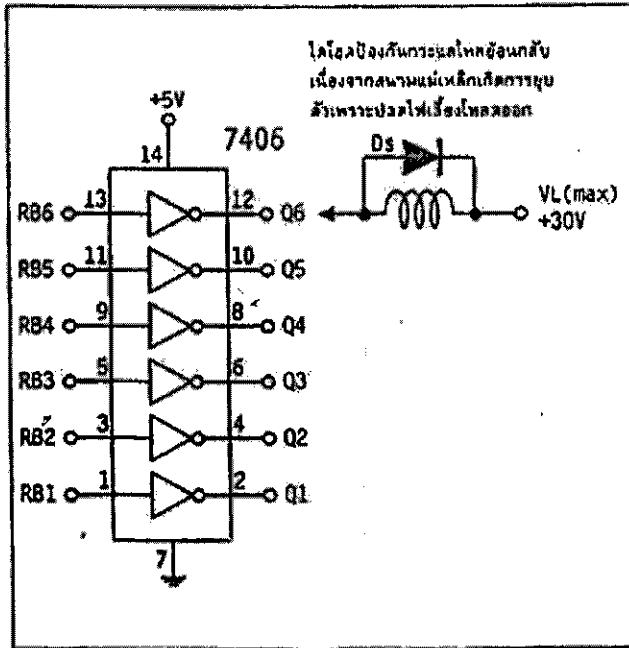 ไดโอดป้องกันกระแสไหลย้อนกลับ
เนื่องจากสนามแม่เหล็กเกิดการยุบ
ตัวเพราะปลดไฟเลี้ยงโหลดออก
+5V
7406
14
Ds
VL(max)
+30V
RB6 13 12 Q6
RB5 11 10 Q5
RB4 9 8 Q4
RB3 5 6 Q3
RB2 3 4 Q2
RB1 1 2 Q1
7